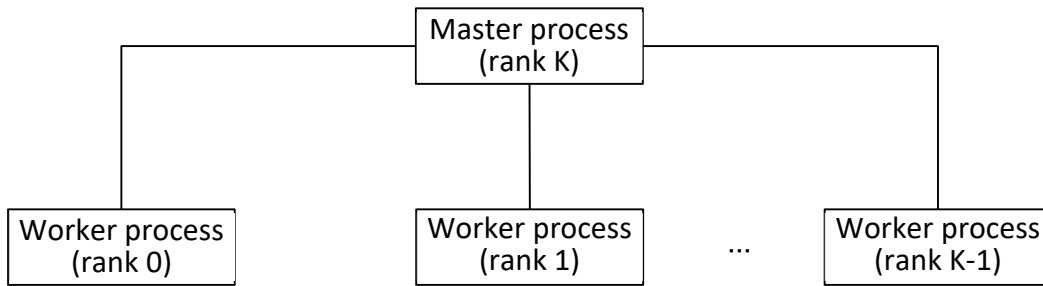 Master process
(rank K)
Worker process
(rank 0)
Worker process
(rank 1)
...
Worker process
(rank K-1)